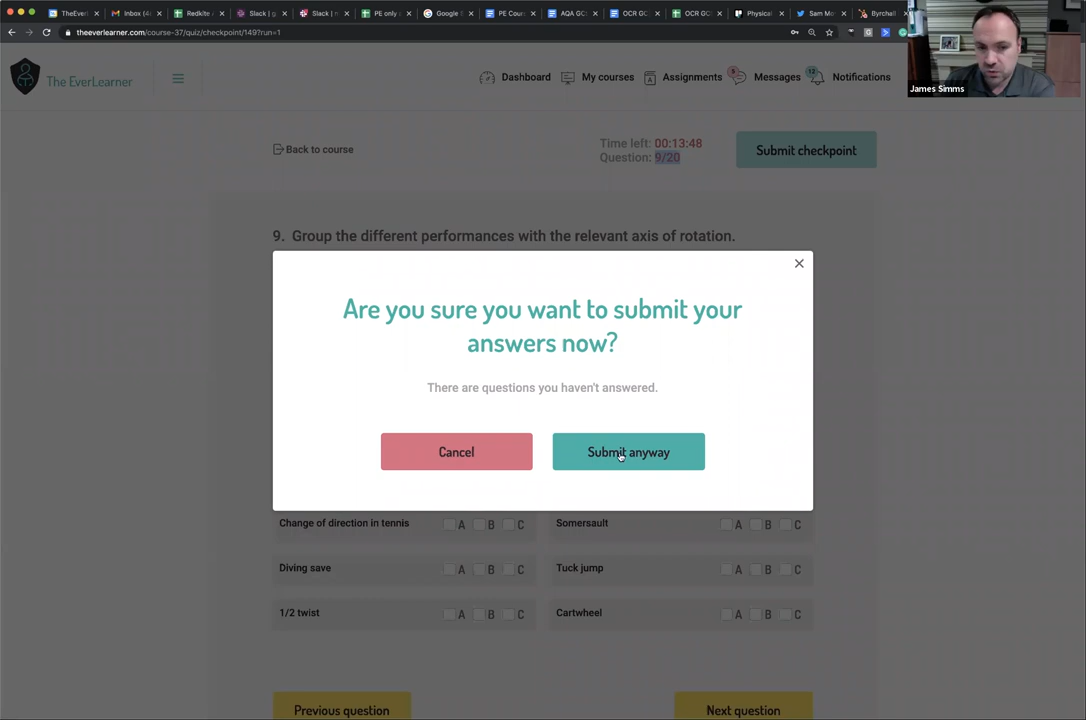 TheEverl
Inbox (4
Redkite
Slack | g
Slack | n
PE only
Google
PE Cour
AQA GC
OCR GC
OCR GC
Physical
Sam Mo
Byrchall
theeverlearner.com/course-37/quiz/checkpoint/149?run=1
The EverLearner
Dashboard
My courses
Assignments
Messages
Notifications
James Simms
Back to course
Time left: 00:13:48
Question: 9/20
Submit checkpoint
9. Group the different performances with the relevant axis of rotation.
Are you sure you want to submit your
answers now?
There are questions you haven't answered.
Cancel
Submit anyway
Change of direction in tennis A B C
Somersault A B C
Diving save A B C
Tuck jump A B C
1/2 twist A B C
Cartwheel A B C
Previous question
Next question